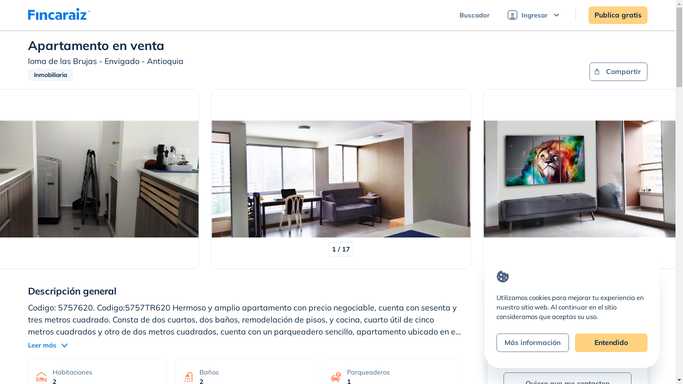 Fincaraiz
Buscador
Ingresar
Publica gratis
Apartamento en venta
loma de las Brujas - Envigado - Antioquia
Inmobiliaria
Compartir
1 / 17
Descripción general
Codigo: 5757620. Codigo:5757TR620 Hermoso y amplio apartamento con precio negociable, cuenta con sesenta y
tres metros cuadrado. Consta de dos cuartos, dos baños, remodelación de pisos, y cocina, cuarto útil de cinco
metros cuadrados y otro de dos metros cuadrados, cuenta con un parqueadero sencillo, apartamento ubicado en e...
Leer más
Habitaciones
2
Baños
2
Parqueaderos
1
Utilizamos cookies para mejorar tu experiencia en
nuestro sitio web. Al continuar en el sitio
consideramos que aceptas su uso.
Más información
Entendido
Quiero que me contacten